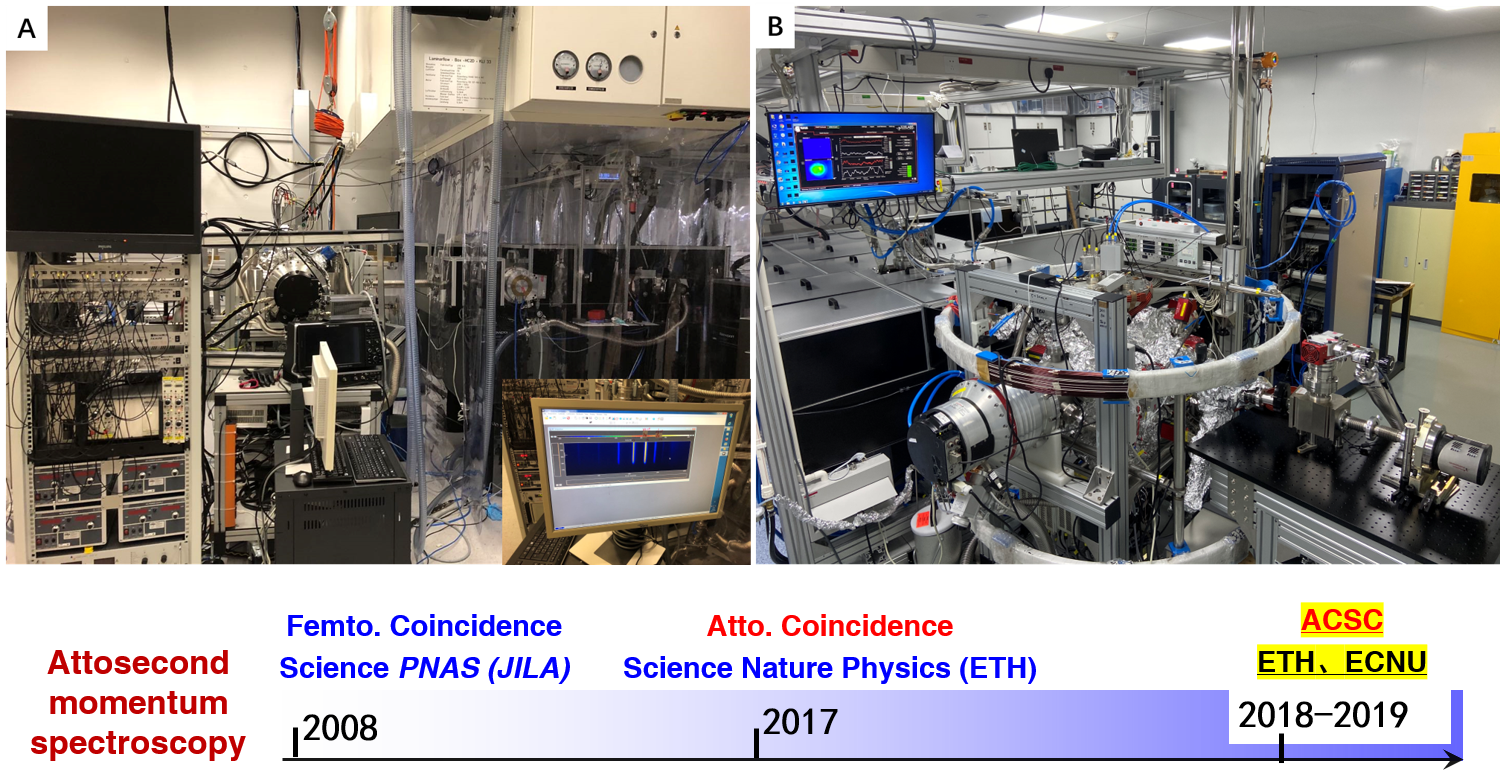 A
B
Attosecond
momentum
spectroscopy
Femto. Coincidence
Science PNAS (JILA)
2008
Atto. Coincidence
Science Nature Physics (ETH)
2017
ACSC
ETH、ECNU
2018-2019